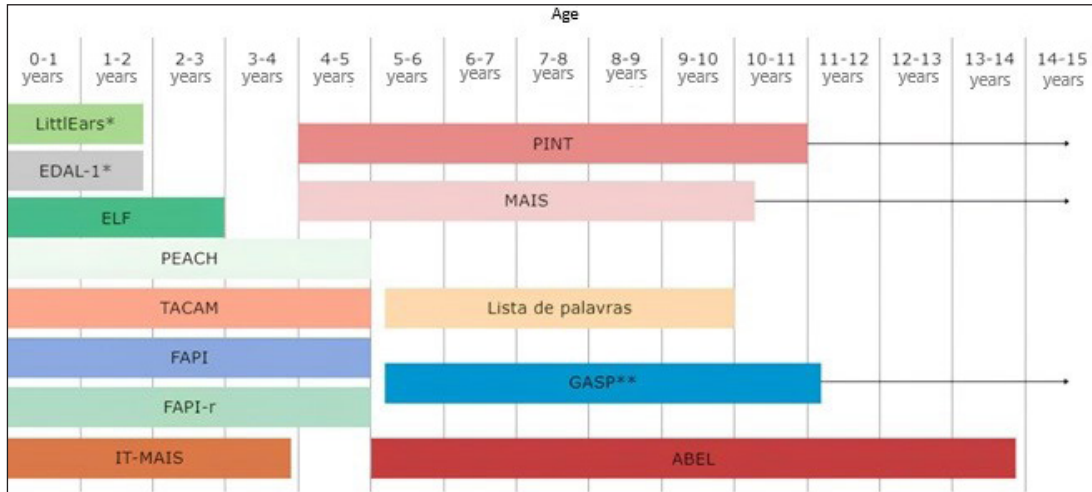 Age
0-1 years
1-2 years
2-3 years
3-4 years
4-5 years
5-6 years
6-7 years
7-8 years
8-9 years
9-10 years
10-11 years
11-12 years
12-13 years
13-14 years
14-15 years
LittlEars*
PINT
EDAL-1*
MAIS
ELF
PEACH
TACAM
Lista de palavras
FAPI
GASP**
FAPI-r
IT-MAIS
ABEL